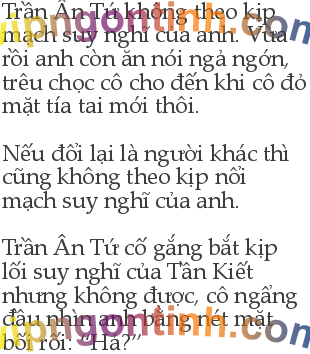 Trần Ân Tứ không theo kịp
mạch suy nghĩ của anh. Vừa
rồi anh còn ăn nói ngả ngớn,
trêu chọc cô cho đến khi cô đỏ
mặt tía tai mới thôi.
Nếu đổi lại là người khác thì
cũng không theo kịp nổi
mạch suy nghĩ của anh.
Trần Ân Tứ cố gắng bắt kịp
lối suy nghĩ của Tần Kiết
nhưng không được, cô ngẩng
đầu nhìn anh bằng nét mặt
bối rối: “Hả?”